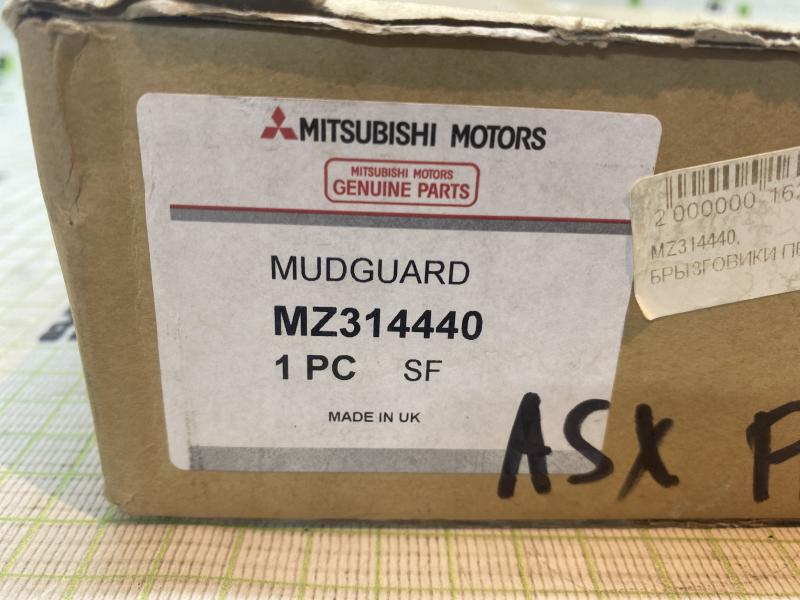 MITSUBISHI MOTORS
MITSUBISHI MOTORS
GENUINE PARTS
MUDGUARD
MZ314440
1 PC SF
MADE IN UK
2 000000 16
MZ314440,
БРЫЗГОВИКИ
ASX